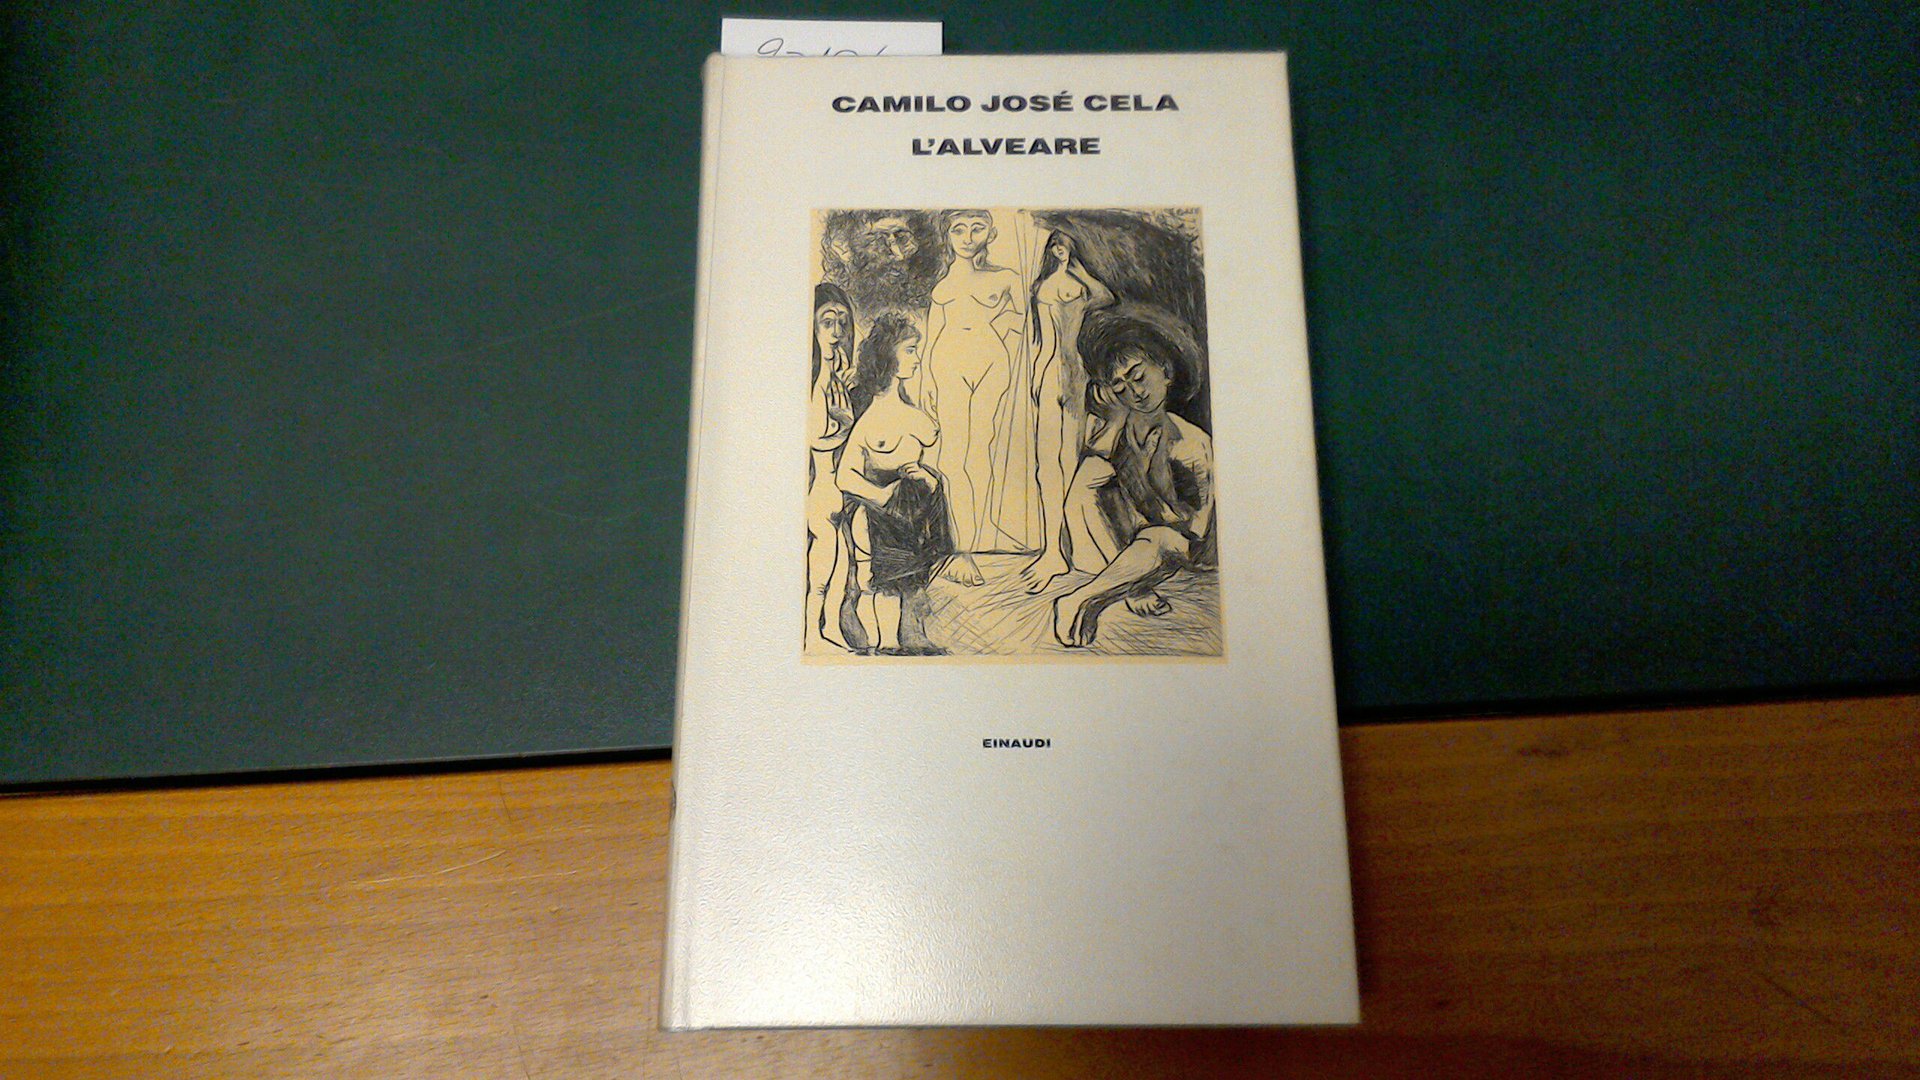 CAMILO JOSÉ CELA
L'ALVEARE
EINAUDI